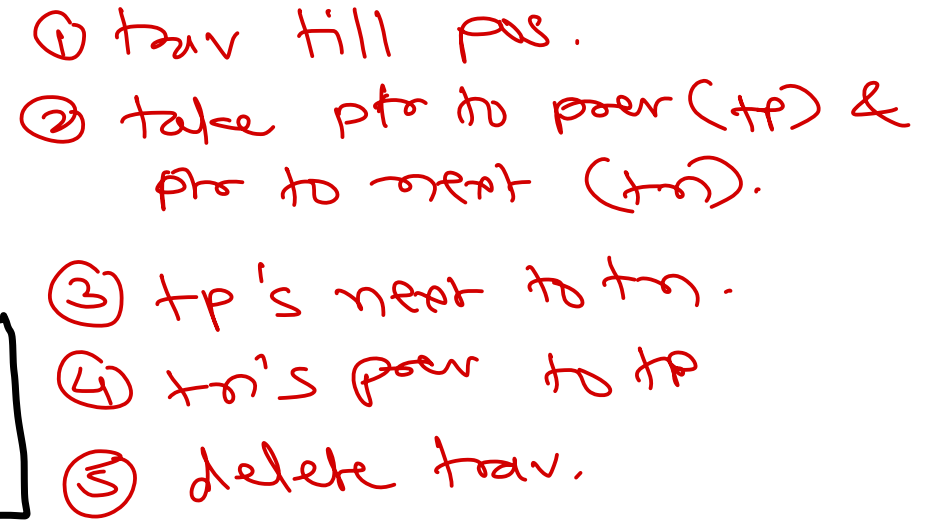 ① trav till pos.
② take ptr to prev (tp) &
ptr to next (tn).
③ tp's next to tn.
④ tn's prev to tp
⑤ delete trav.